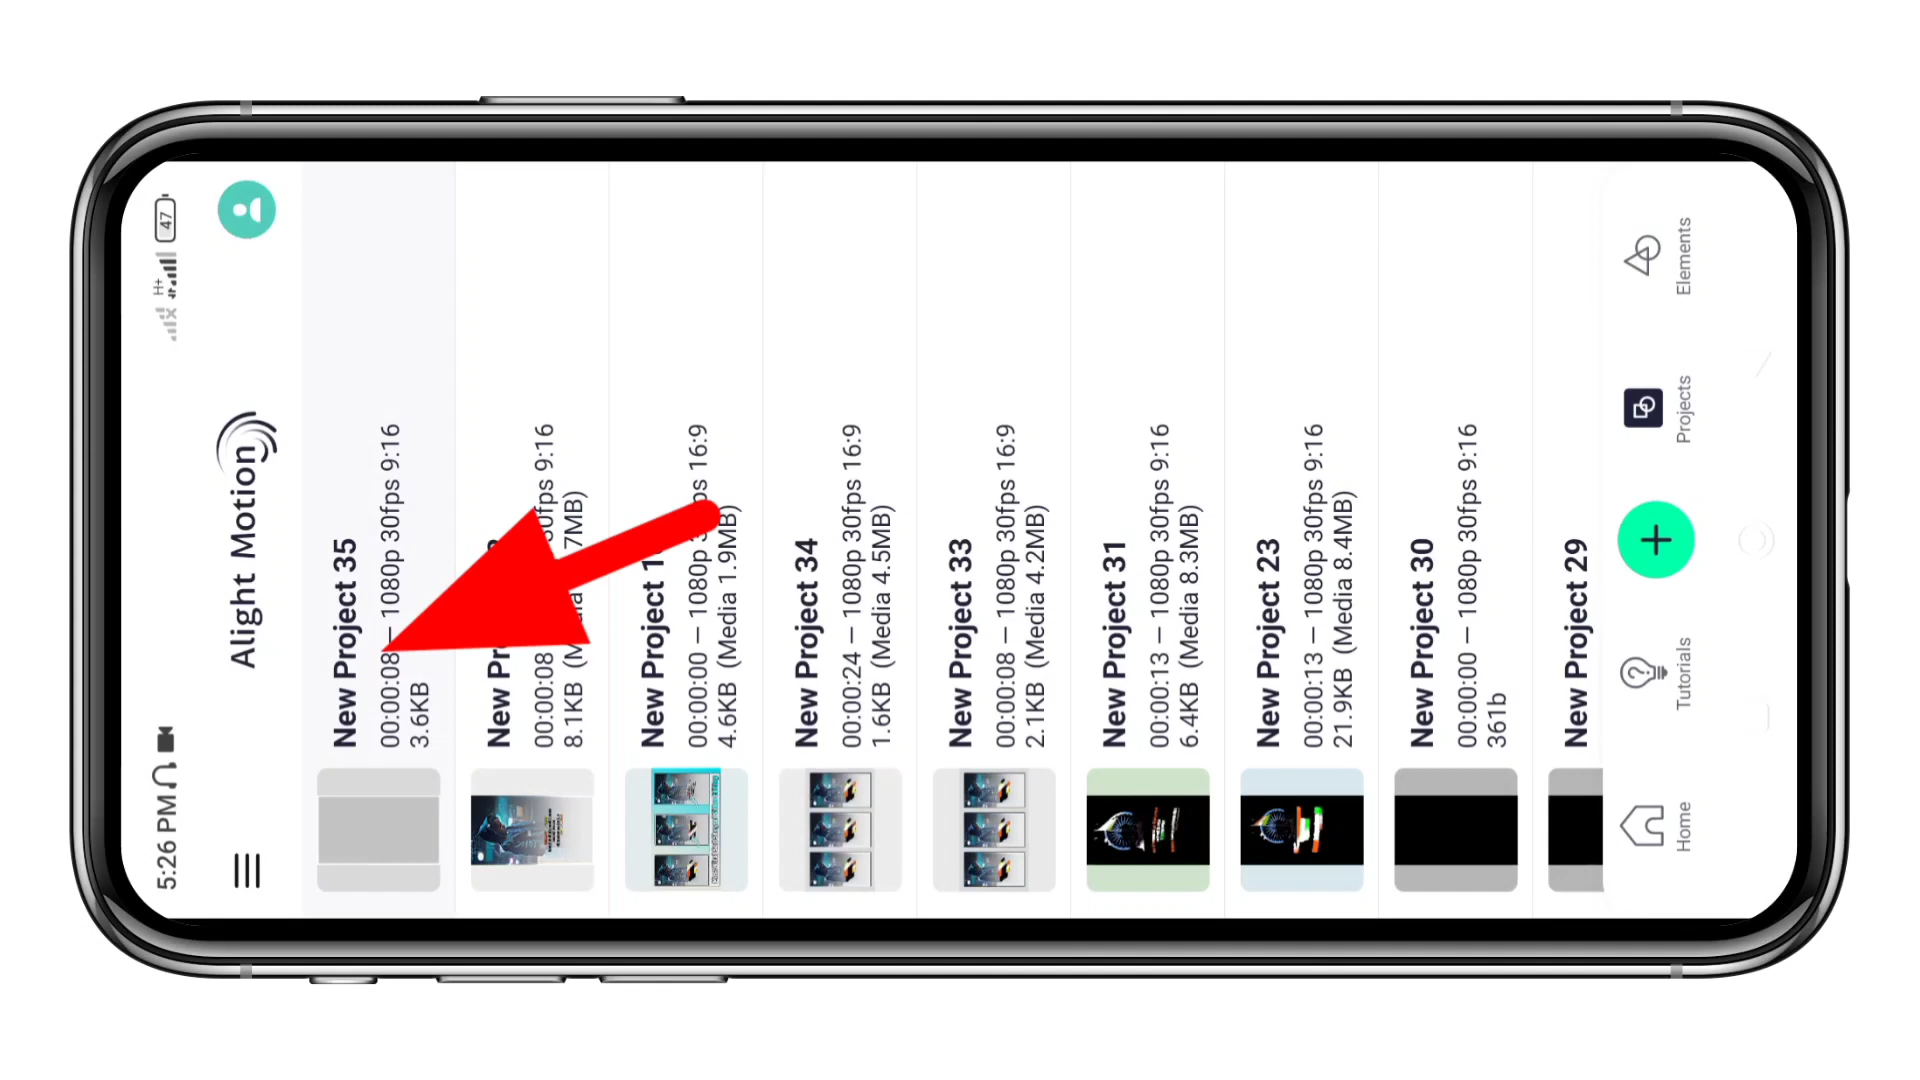 5:26 PM
H+
47
Alight Motion
New Project 35
00:00:08 – 1080p 30fps 9:16
3.6KB
New
00:00:08 30fps 9:16
8.1KB 7MB)
New Project
00:00:00 – 1080p 16:9
4.6KB (Media 1.9MB)
New Project 34
00:00:24 – 1080p 30fps 16:9
1.6KB (Media 4.5MB)
New Project 33
00:00:08 – 1080p 30fps 16:9
2.1KB (Media 4.2MB)
New Project 31
00:00:13 – 1080p 30fps 9:16
6.4KB (Media 8.3MB)
New Project 23
00:00:13 – 1080p 30fps 9:16
21.9KB (Media 8.4MB)
New Project 30
00:00:00 – 1080p 30fps 9:16
361b
New Project 29
Home
Tutorials
Projects
Elements